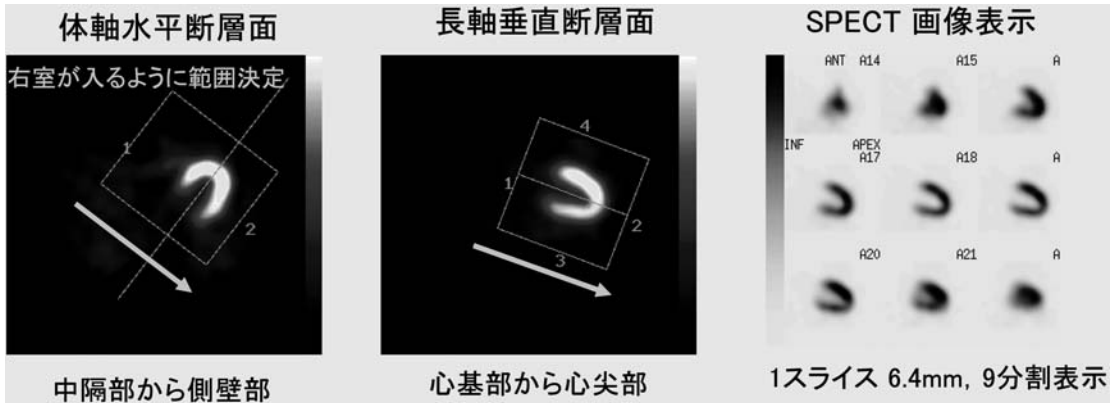 体軸水平断層面
右室が入るように範囲決定
1
2
中隔部から側壁部
長軸垂直断層面
4
1
2
3
心基部から心尖部
SPECT 画像表示
ANT A14
A15
A
INF
APEX
A17
A18
A
A20
A21
A
1スライス 6.4mm, 9分割表示